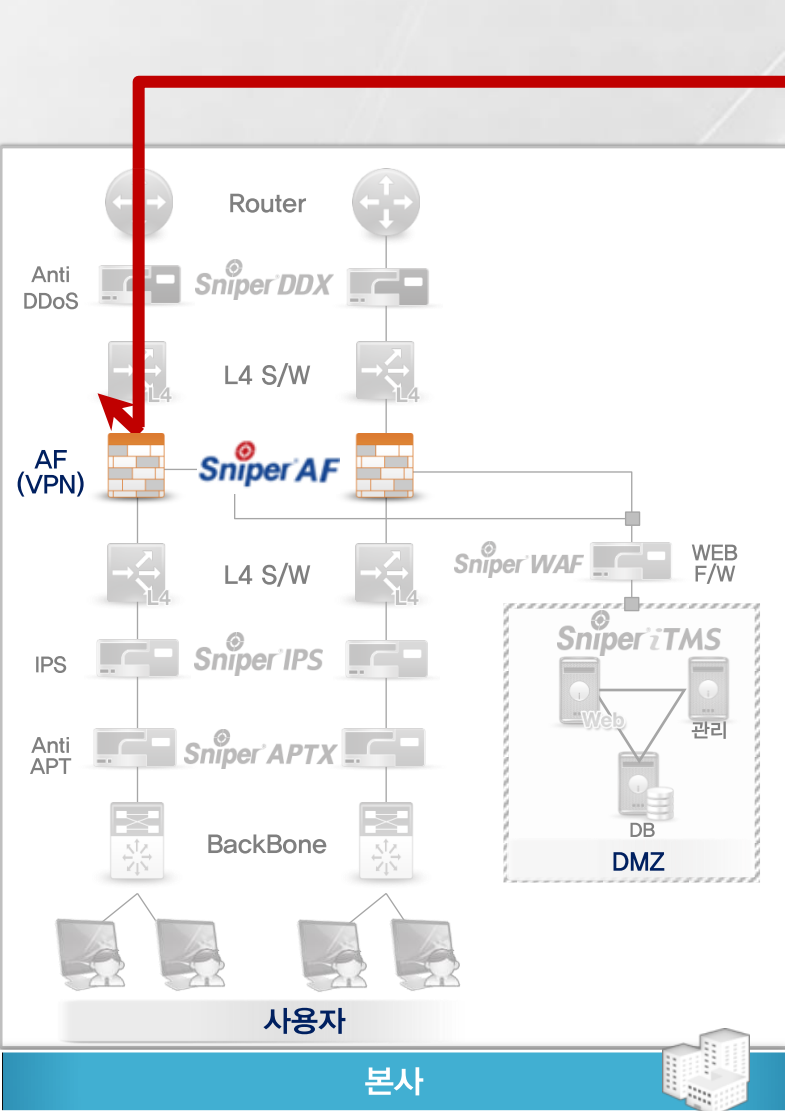 Router
Anti
DDoS
Sniper DDX
L4 S/W
L4
L4
AF
(VPN)
Sniper AF
L4 S/W
L4
L4
Sniper WAF
WEB
F/W
IPS
Sniper IPS
Sniper iTMS
Web
관리
Anti
APT
Sniper APTX
DB
BackBone
DMZ
사용자
본사